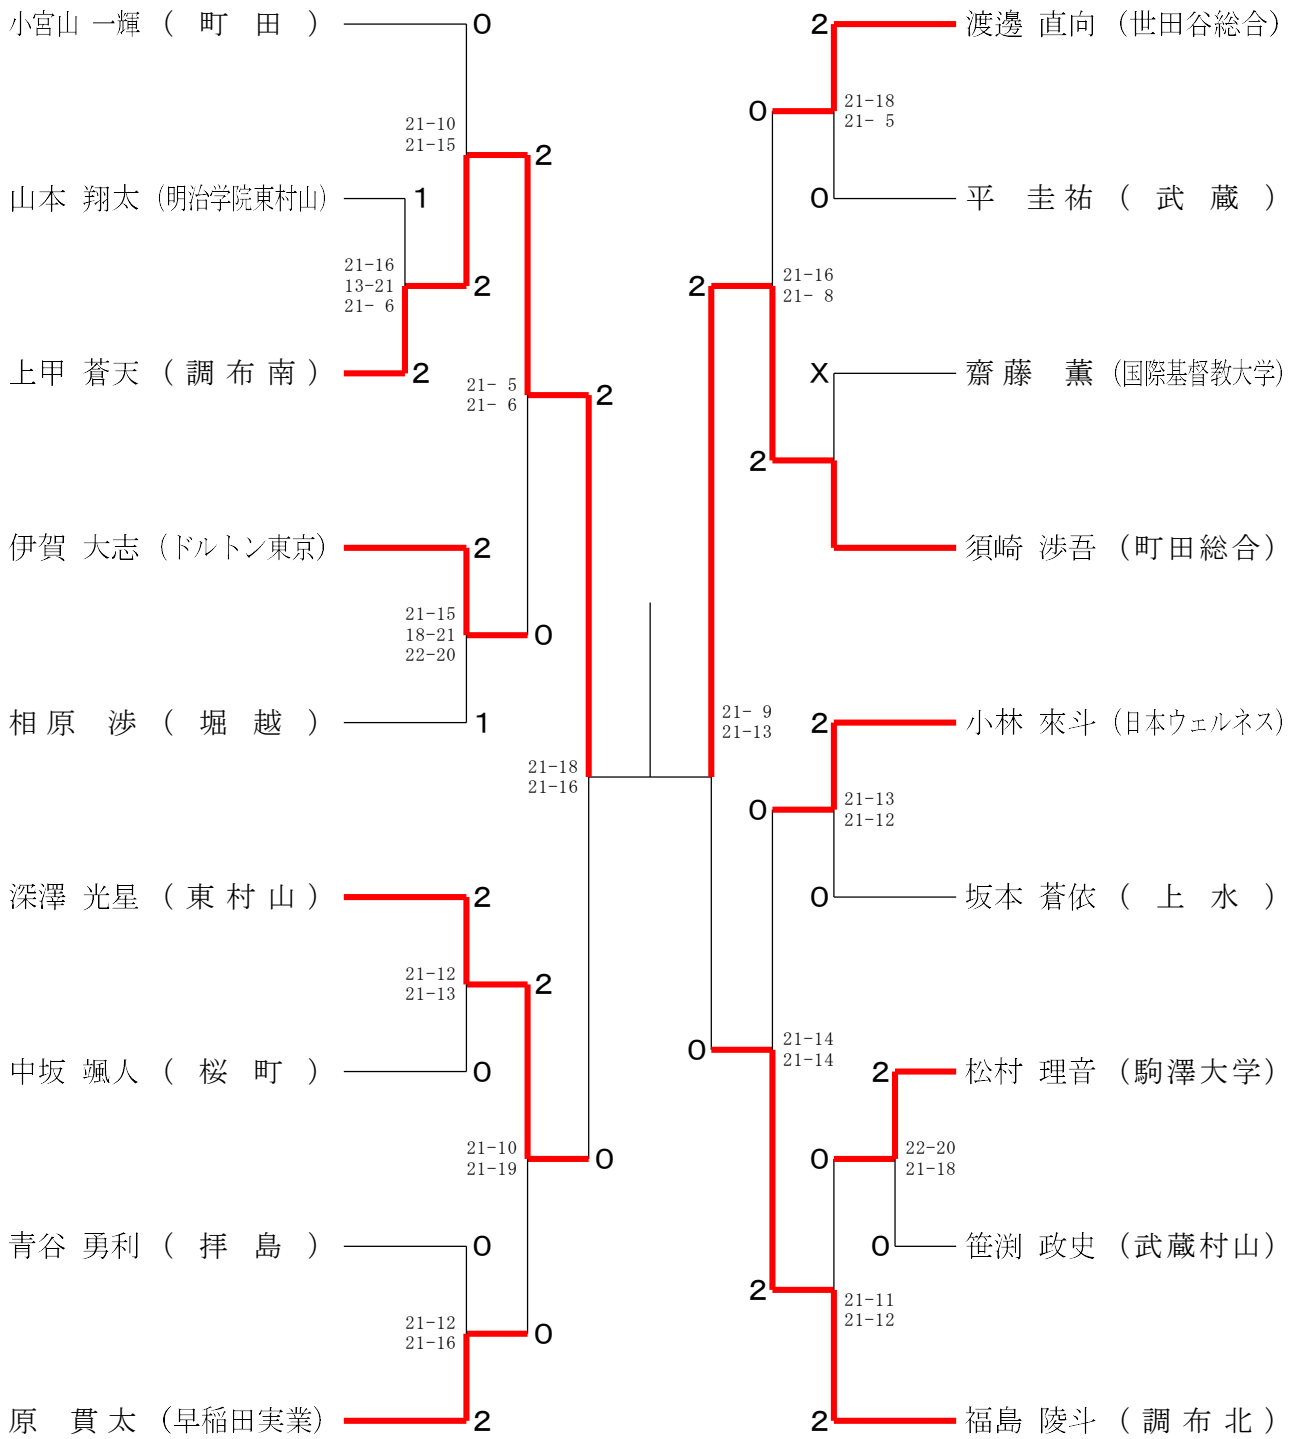 小宮山 一輝 ( 町 田 ) 0
21-10
21-15
2
山本 翔太 (明治学院東村山) 1
21-16
13-21
21- 6
2
上甲 蒼天 ( 調 布 南 ) 2
21- 5
21- 6
2
伊賀 大志 (ドルトン東京) 2
21-15
18-21
22-20
0
相 原 渉 ( 堀 越 ) 1
21-18
21-16
深澤 光星 ( 東 村 山 ) 2
21-12
21-13
2
中坂 颯人 ( 桜 町 ) 0
21-10
21-19
0
青谷 勇利 ( 拝 島 ) 0
21-12
21-16
0
原 貫 太 (早稲田実業) 2
2 渡邊 直向 (世田谷総合)
0
21-18
21- 5
0 平 圭 祐 ( 武 蔵 )
2
21-16
21- 8
X 齋 藤 薫 (国際基督教大学)
2
須崎 渉吾 (町田総合)
21- 9
21-13
2 小林 來斗 (日本ウェルネス)
0
21-13
21-12
0 坂本 蒼依 ( 上 水 )
0
21-14
21-14
2 松村 理音 (駒澤大学)
0
22-20
21-18
0 笹渕 政史 (武蔵村山)
2
21-11
21-12
2 福島 陵斗 ( 調 布 北 )